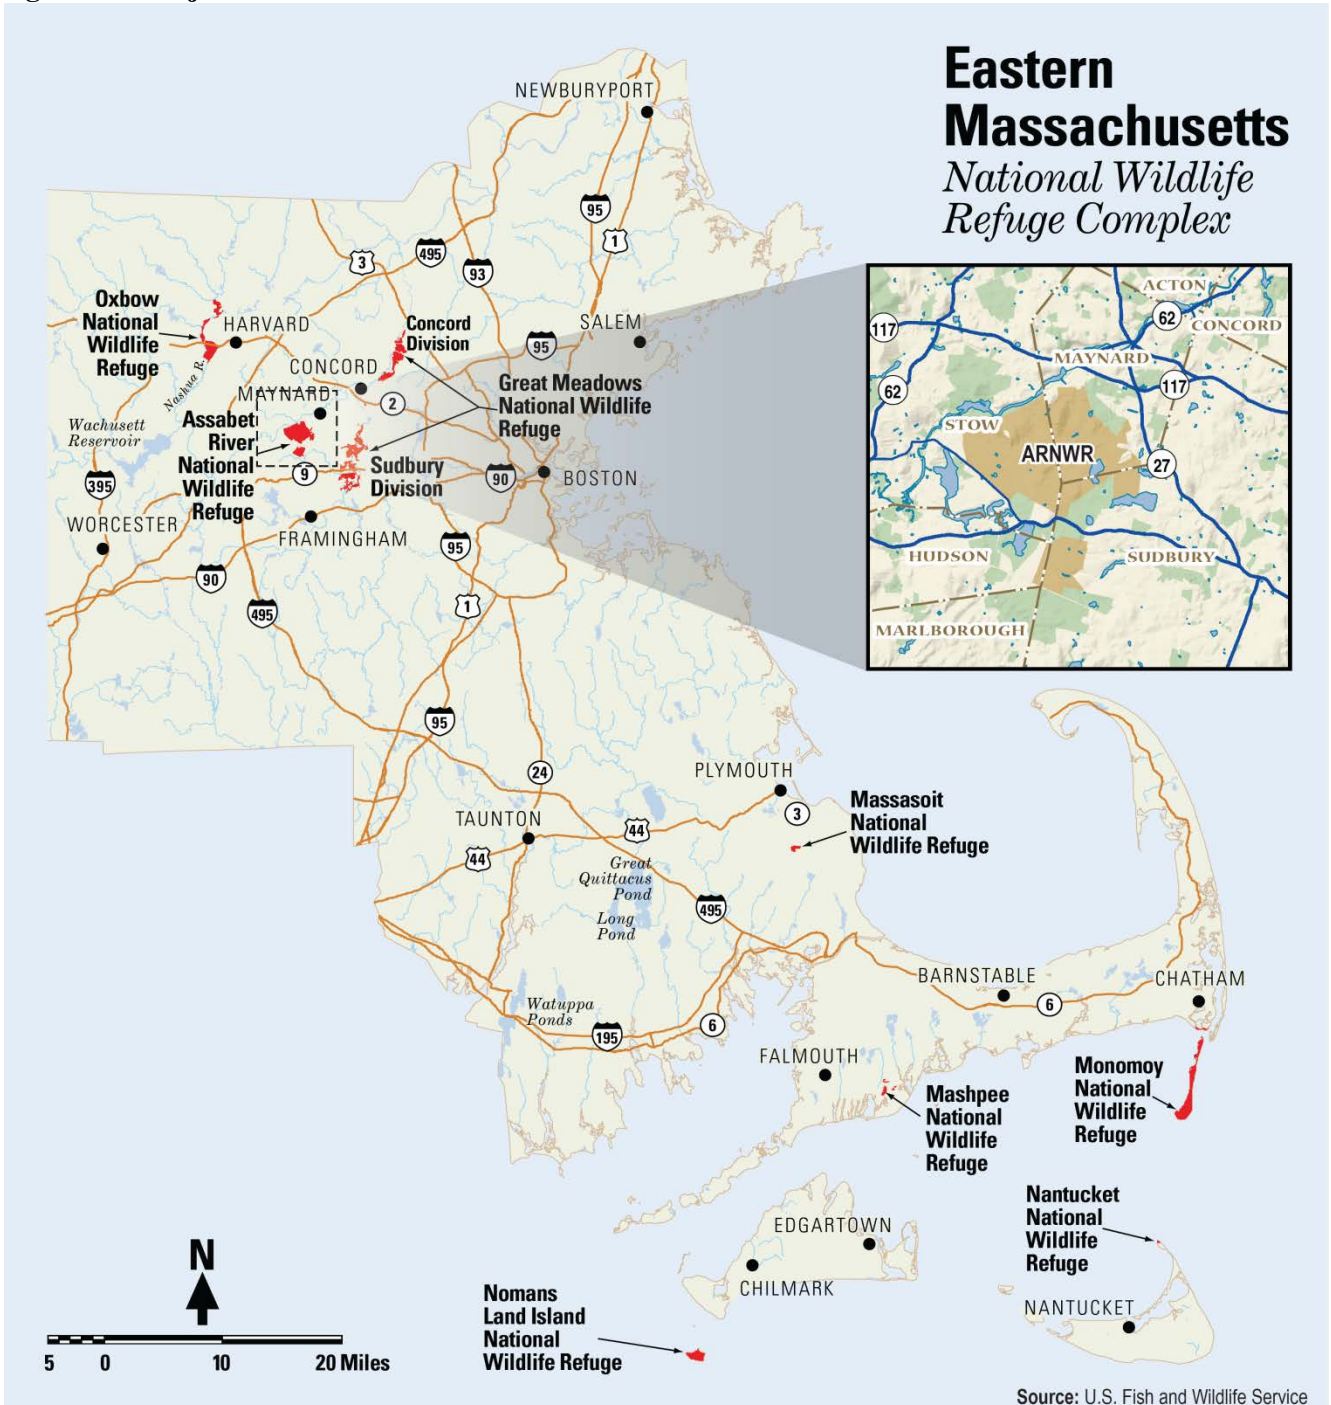 Eastern
Massachusetts
National Wildlife
Refuge Complex
NEWBURYPORT
95
1
3
495
93
Oxbow
National
Wildlife
Refuge
HARVARD
Nashua R.
Concord
Division
SALEM
95
CONCORD
Great Meadows
National Wildlife
Refuge
MAYNARD
2
Wachusett
Reservoir
Assabet
River
National
Wildlife
Refuge
9
Sudbury
Division
90
BOSTON
395
WORCESTER
FRAMINGHAM
95
90
495
1
ACTON
62
117
CONCORD
MAYNARD
117
62
STOW
ARNWR
27
HUDSON
SUDBURY
MARLBOROUGH
95
24
PLYMOUTH
3
Massasoit
National
Wildlife Refuge
TAUNTON
44
44
Great
Quittacus
Pond
Long
Pond
495
BARNSTABLE
6
CHATHAM
Watuppa
Ponds
195
6
FALMOUTH
Mashpee
National
Wildlife
Refuge
Monomoy
National
Wildlife
Refuge
Nantucket
National
Wildlife
Refuge
EDGARTOWN
CHILMARK
NANTUCKET
Nomans
Land Island
National
Wildlife Refuge
N
5 0 10 20 Miles
Source: U.S. Fish and Wildlife Service